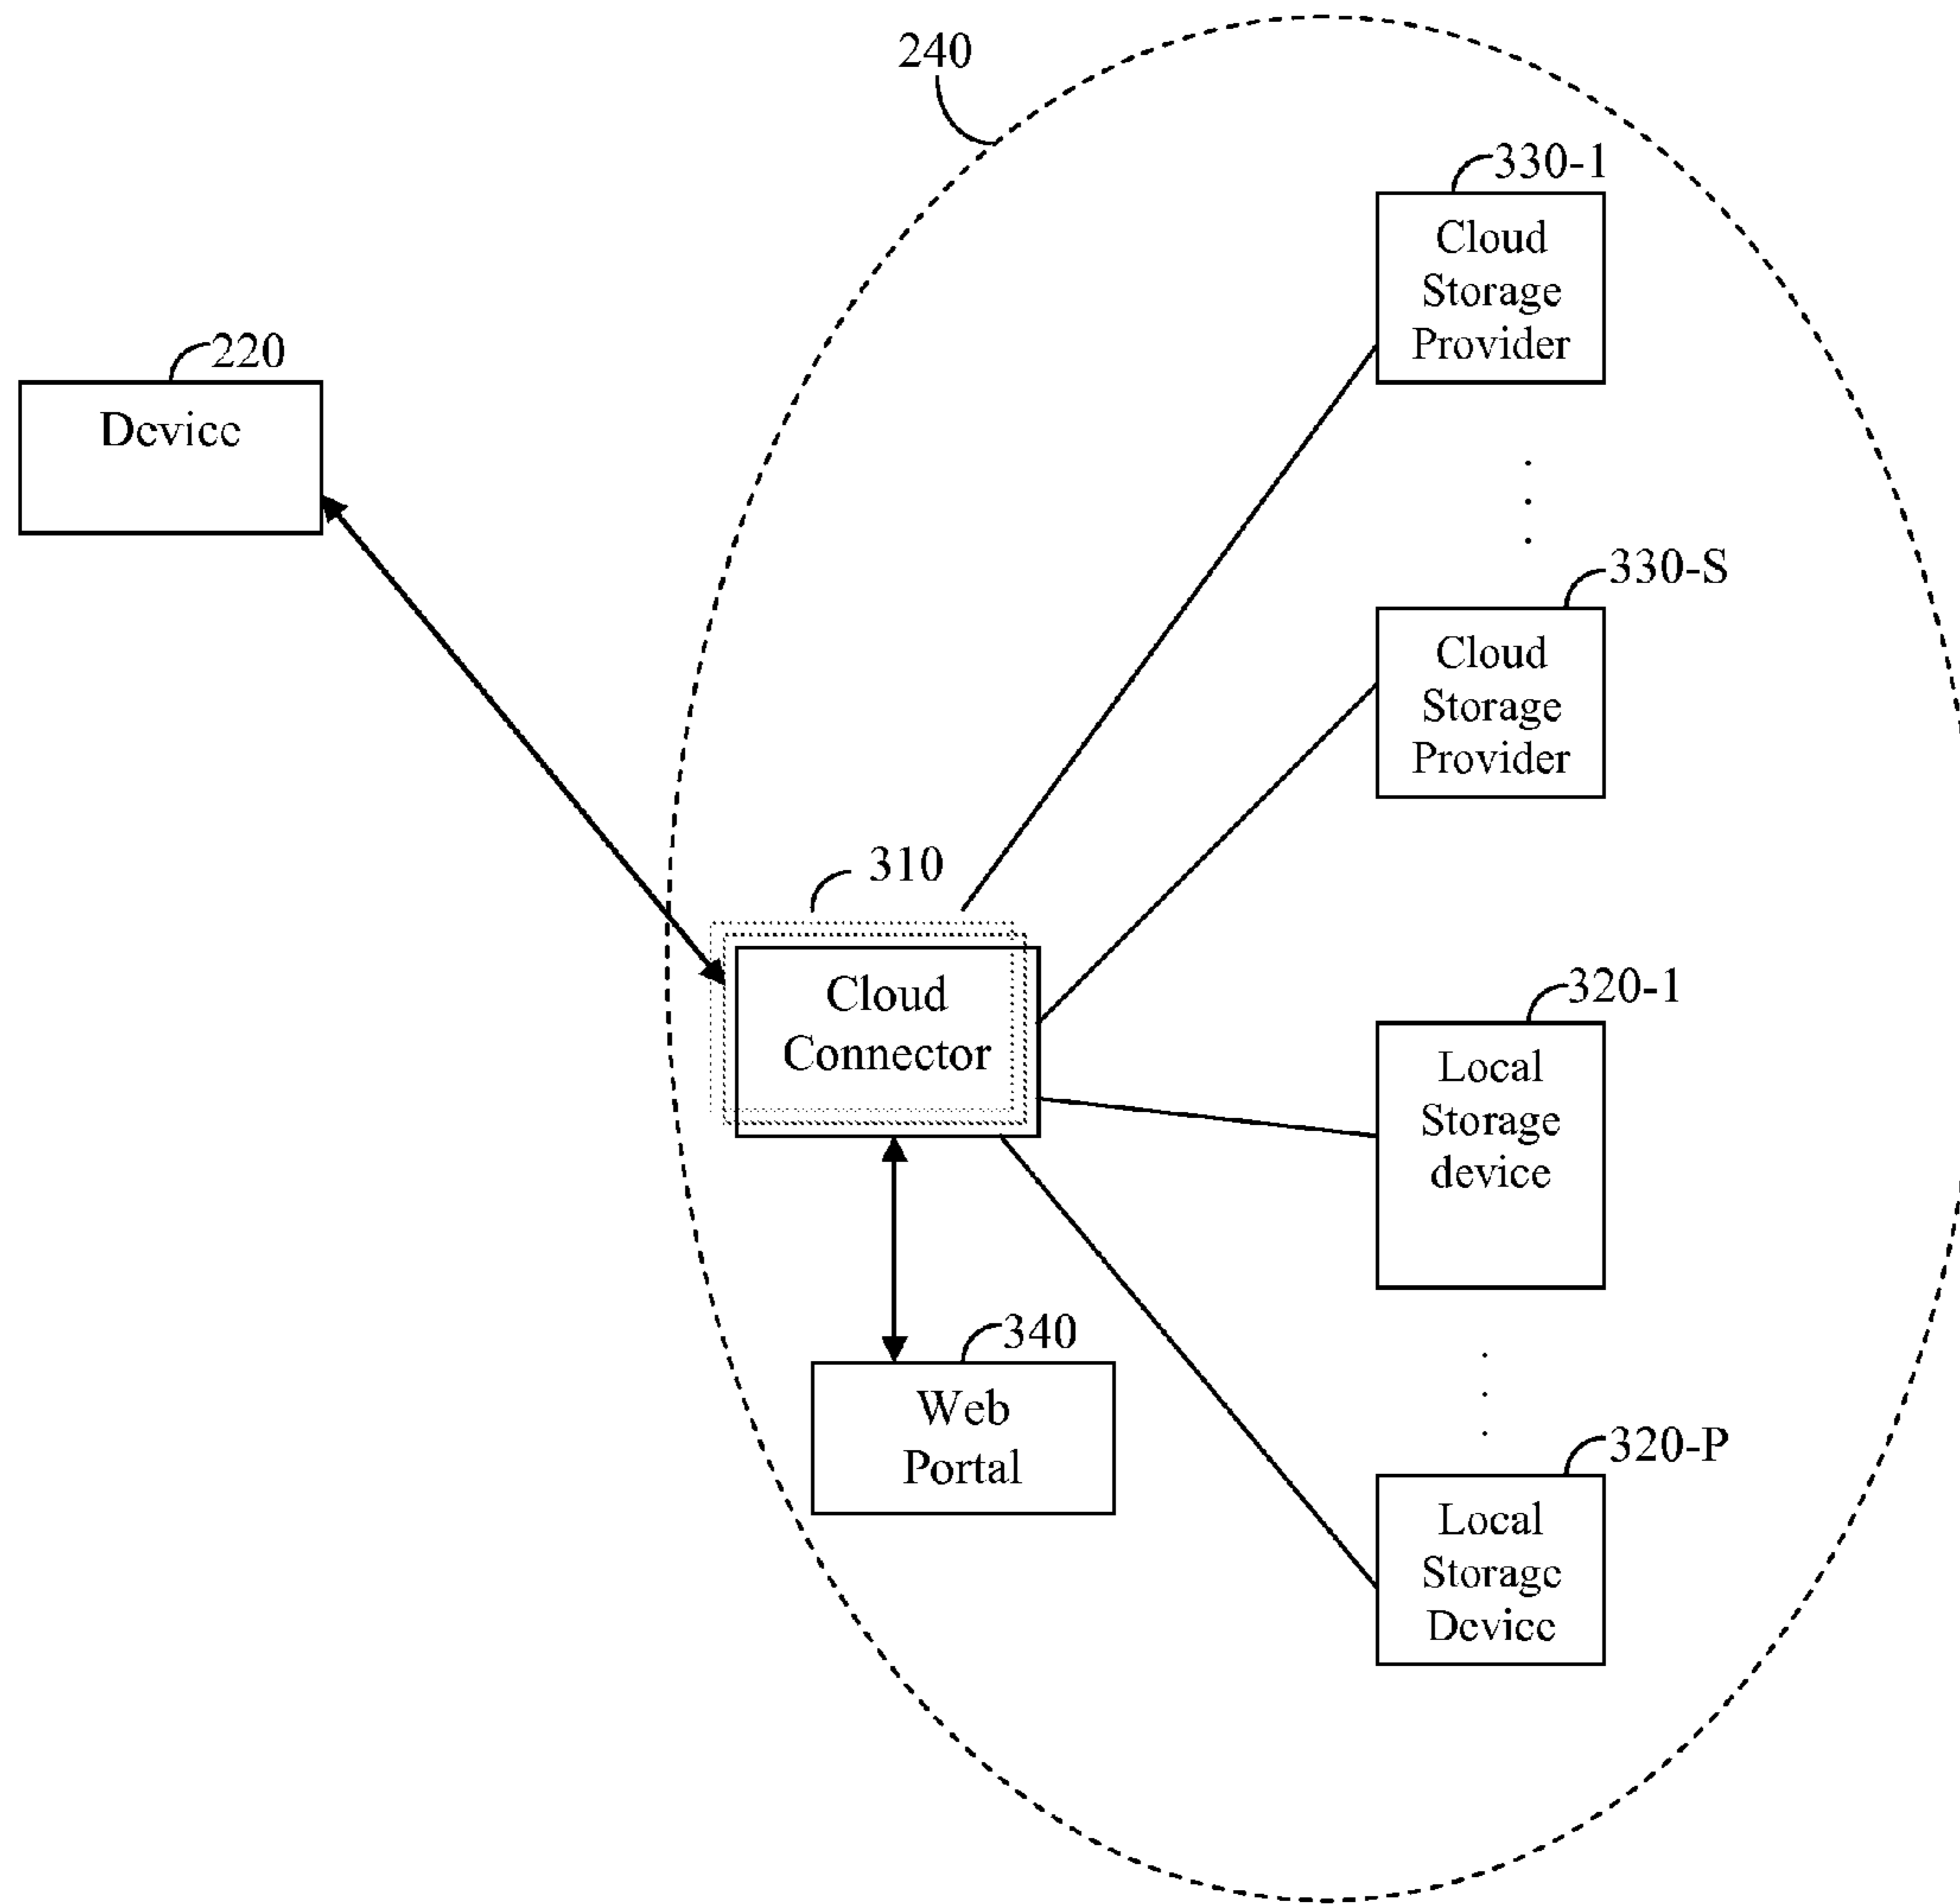 240
330-1
Cloud
Storage
Provider
220
Device
330-S
Cloud
Storage
Provider
310
Cloud
Connector
320-1
Local
Storage
device
340
Web
Portal
320-P
Local
Storage
Device